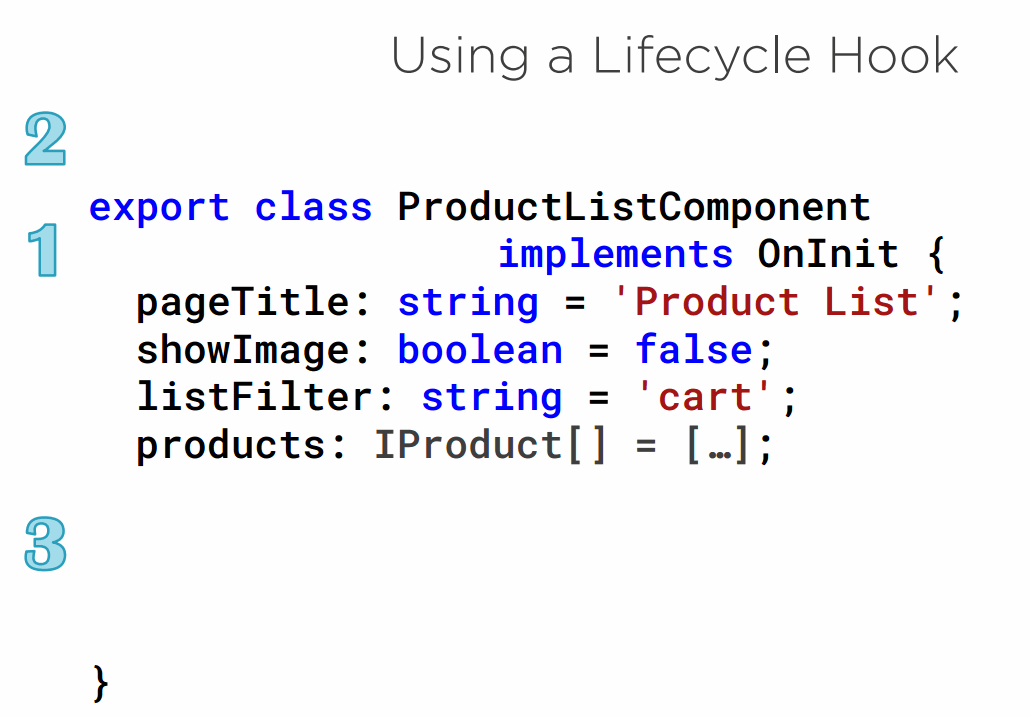 Using a Lifecycle Hook
2
export class ProductListComponent
1
implements OnInit {
pageTitle: string = 'Product List';
showImage: boolean = false;
listFilter: string = 'cart';
products: IProduct[] = […];
3
}